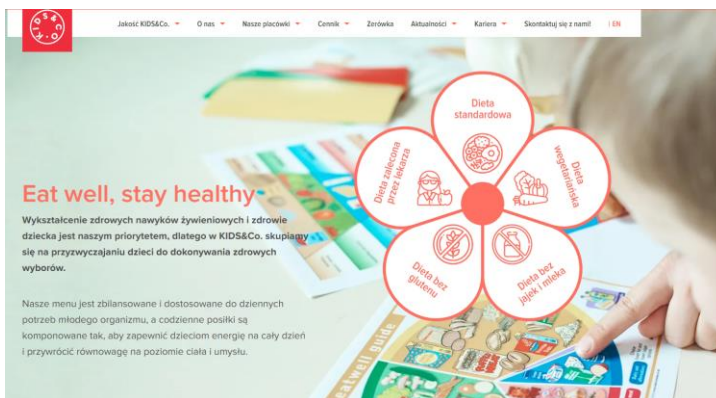 KIDS&CO.
Jakość KIDS&Co. O nas Nasze placówki Cennik Zerówka Aktualności Kariera Skontaktuj się z nami! | EN
Dieta
standardowa
Dieta zalecona
przez lekarza
Dieta
wegetariańska
Dieta bez
glutenu
Dieta bez
jajek i mleka
Eat well, stay healthy
Wykształcenie zdrowych nawyków żywieniowych i zdrowie
dziecka jest naszym priorytetem, dlatego w KIDS&Co. skupiamy
się na przyzwyczajaniu dzieci do dokonywania zdrowych
wyborów.
Nasze menu jest zbilansowane i dostosowane do dziennych
potrzeb młodego organizmu, a codzienne posiłki są
komponowane tak, aby zapewnić dzieciom energię na cały dzień
i przywrócić równowagę na poziomie ciała i umysłu.
eatwell guide